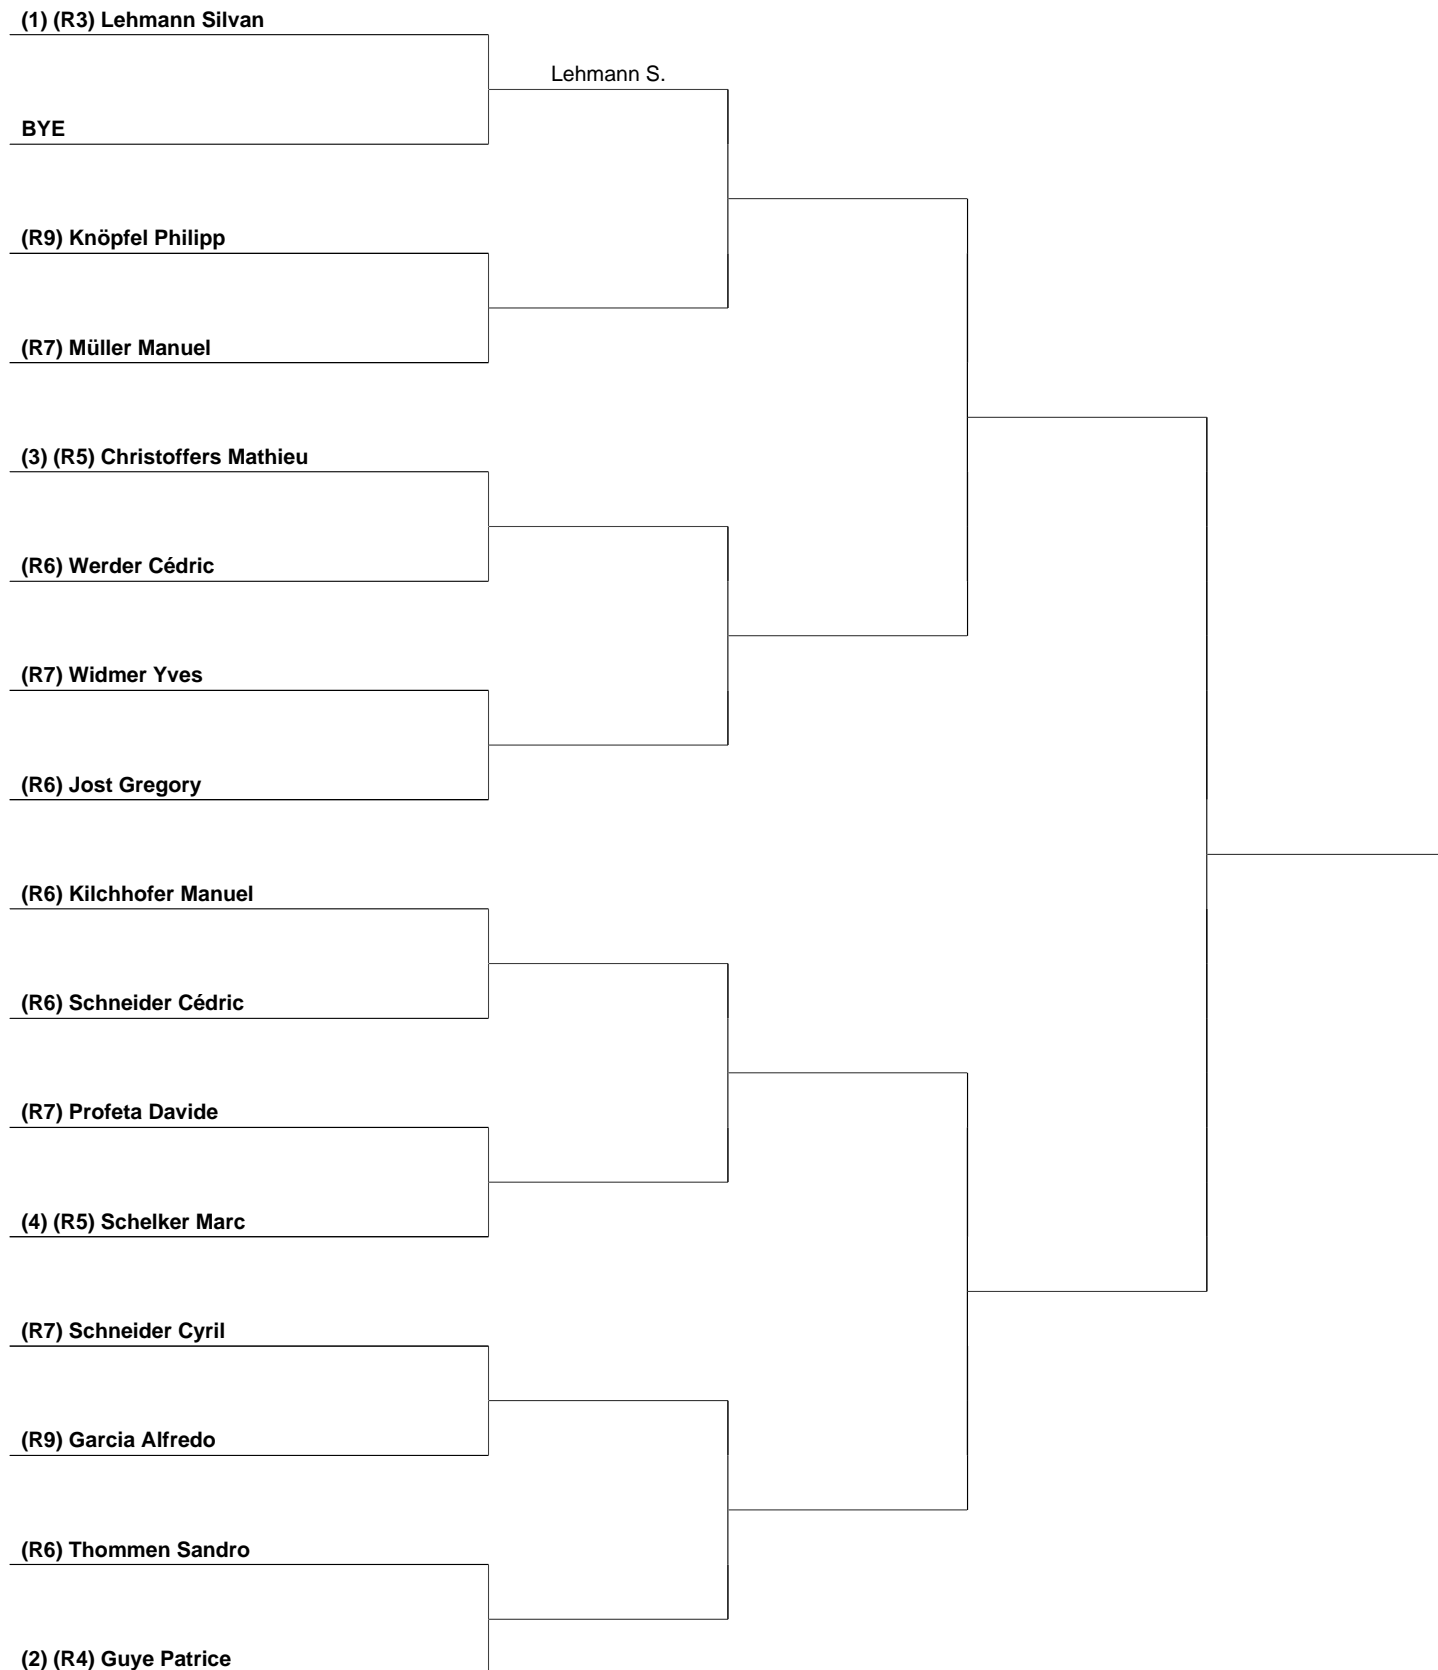 (1) (R3) Lehmann Silvan
Lehmann S.
BYE
(R9) Knöpfel Philipp
(R7) Müller Manuel
(3) (R5) Christoffers Mathieu
(R6) Werder Cédric
(R7) Widmer Yves
(R6) Jost Gregory
(R6) Kilchhofer Manuel
(R6) Schneider Cédric
(R7) Profeta Davide
(4) (R5) Schelker Marc
(R7) Schneider Cyril
(R9) Garcia Alfredo
(R6) Thommen Sandro
(2) (R4) Guye Patrice